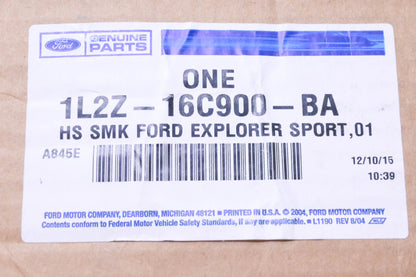 Ford
GENUINE
PARTS
ONE
1L2Z-16C900-BA
HS SMK FORD EXPLORER SPORT,01
A845E
12/10/15
10:39
FORD MOTOR COMPANY, DEARBORN, MICHIGAN 48121 ■ PRINTED IN U.S.A. © 2004, FORD MOTOR COMPANY
Contents conform to Federal Motor Vehicle Safety Standards, if any are applicable. ■ L1190 REV 8/04